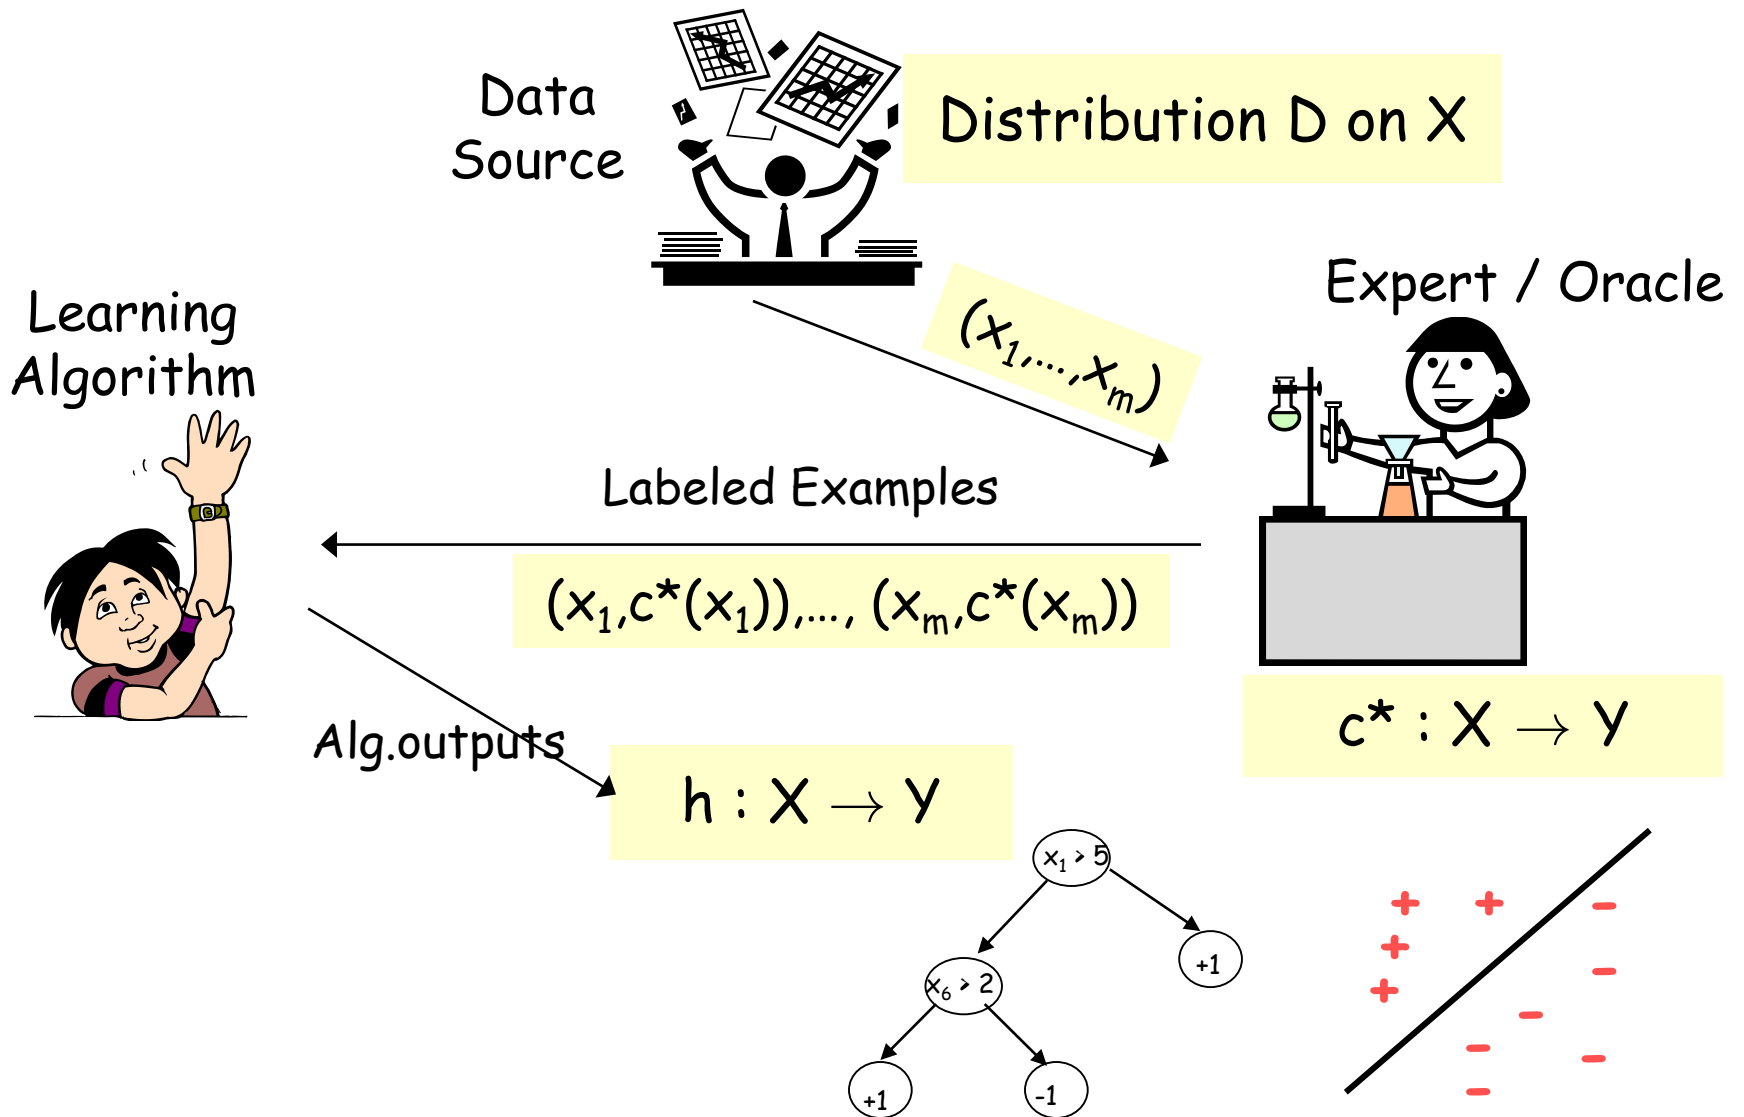 Data
Source
Distribution D on X
Expert / Oracle
Learning
Algorithm
(x₁,...,xₘ)
Labeled Examples
(x₁,c*(x₁)),..., (xₘ,c*(xₘ))
c* : X → Y
Alg.outputs
h : X → Y
x₁ > 5
+1
x₆ > 2
+1
-1
+ + -
+
-
+
-
- -
-